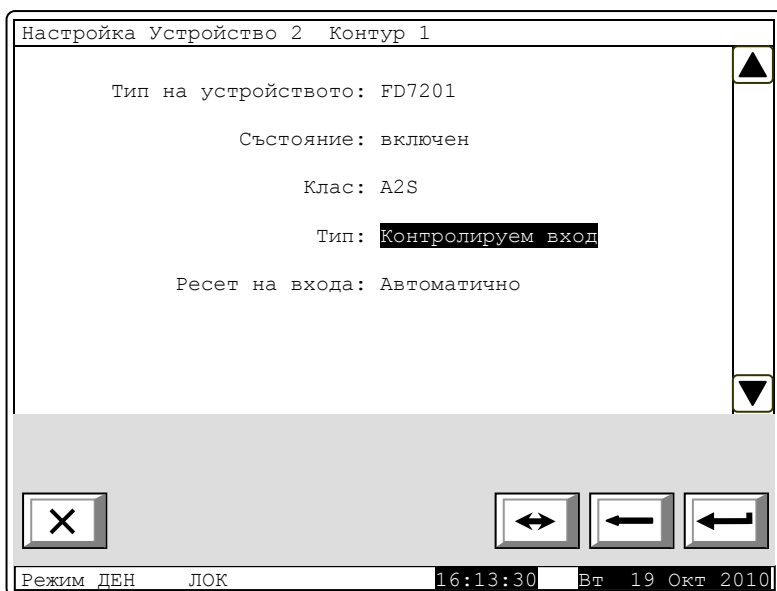 Настройка Устройство 2 Контур 1
Тип на устройството: FD7201
Състояние: включен
Клас: A2S
Тип: Контролируем вход
Ресет на входа: Автоматично
Режим ДЕН ЛОК 16:13:30 Вт 19 Окт 2010